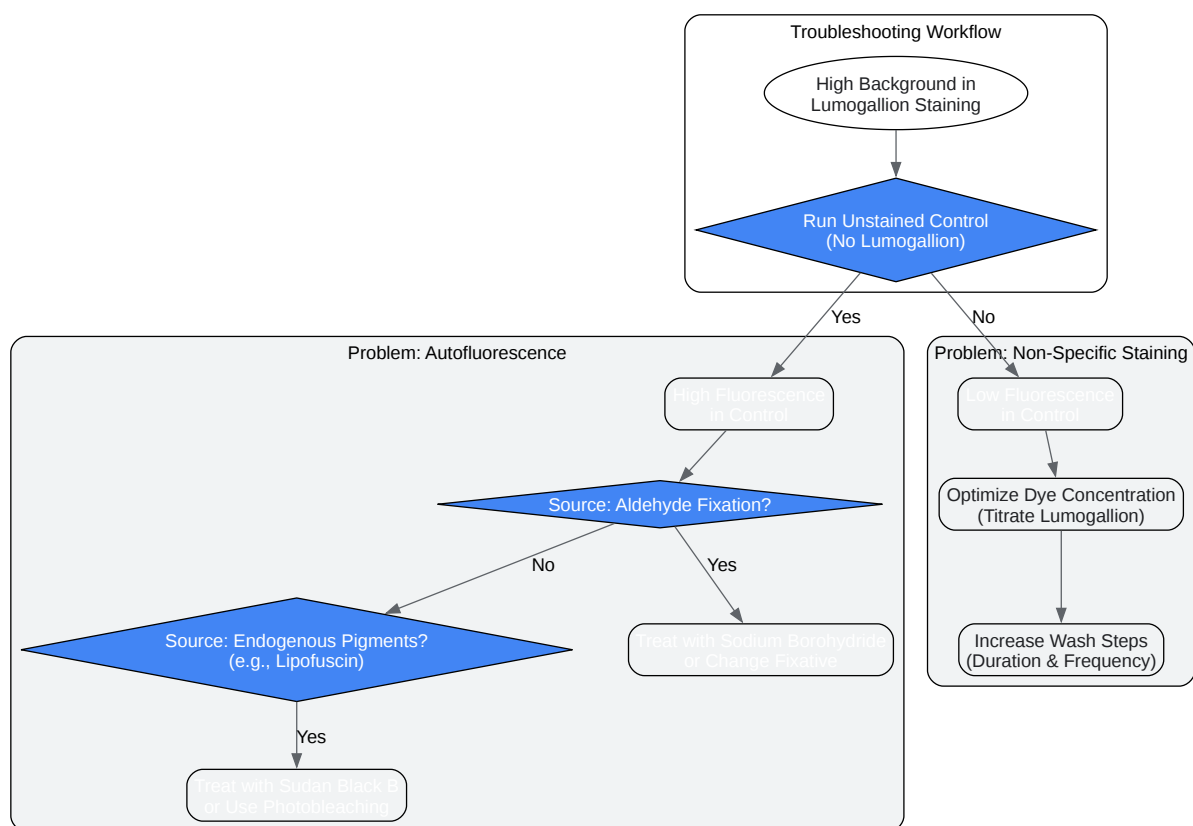 Troubleshooting Workflow
High Background in
Lumogallion Staining
Run Unstained Control
(No Lumogallion)
Yes
No
Problem: Autofluorescence
High Fluorescence
in Control
Source: Aldehyde Fixation?
No
Yes
Source: Endogenous Pigments?
(e.g., Lipofuscin)
Treat with Sodium Borohydride
or Change Fixative
Yes
Treat with Sudan Black B
or Use Photobleaching
Problem: Non-Specific Staining
Low Fluorescence
in Control
Optimize Dye Concentration
(Titrate Lumogallion)
Increase Wash Steps
(Duration & Frequency)